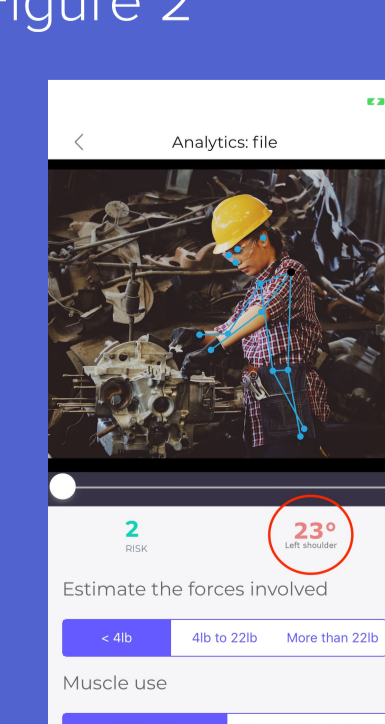 Figure 2
Analytics: file
2
RISK
23°
Left shoulder
Estimate the forces involved
< 4lb
4lb to 22lb
More than 22lb
Muscle use